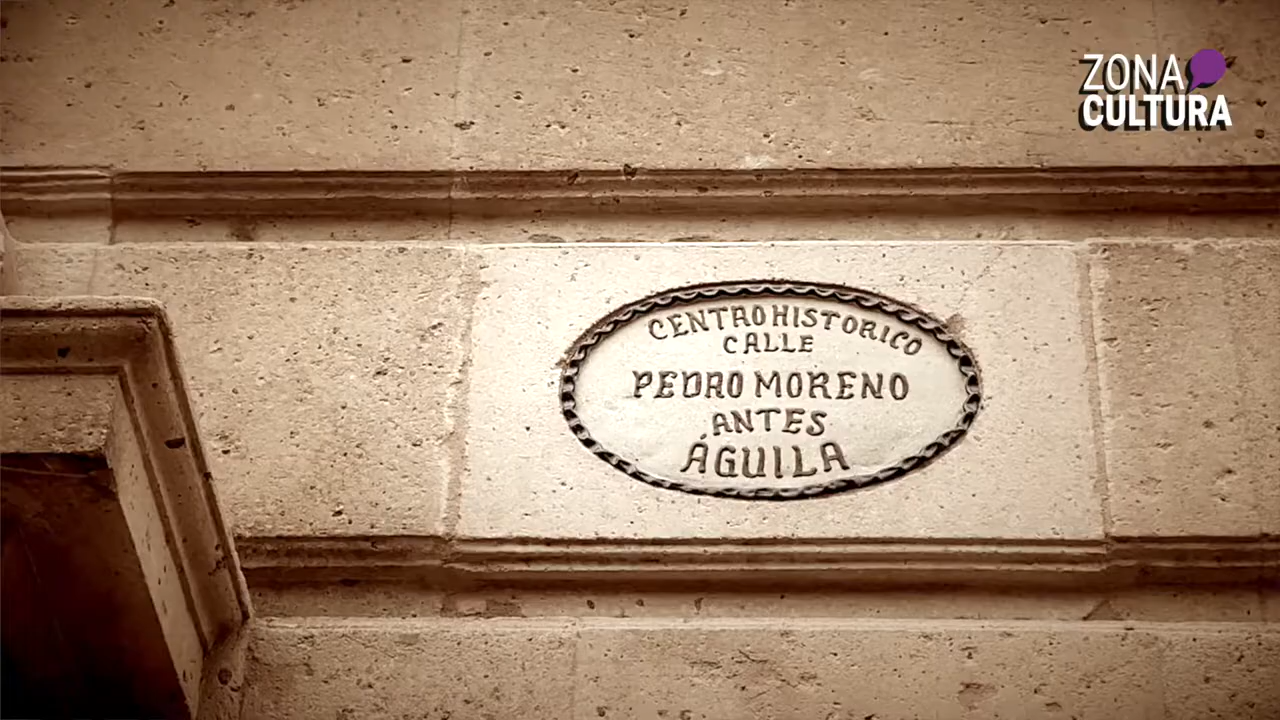 ZONA
CULTURA
CENTRO HISTORICO
CALLE
PEDRO MORENO
ANTES
ÁGUILA